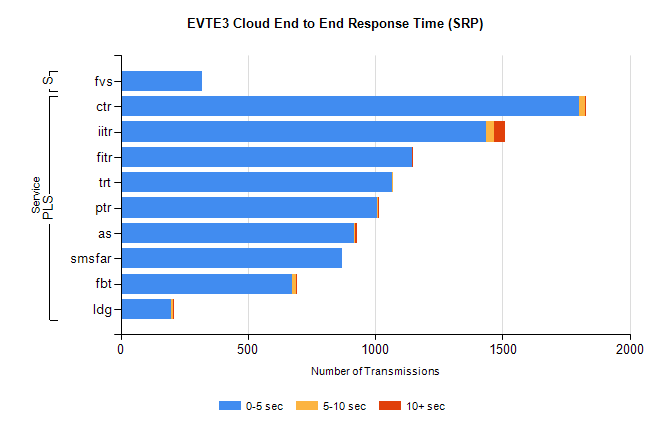 EVTE3 Cloud End to End Response Time (SRP)
S
fvs
ctr
iitr
fitr
trt
Service
PLS
ptr
as
smsfar
fbt
ldg
0 500 1000 1500 2000
Number of Transmissions
0-5 sec 5-10 sec 10+ sec